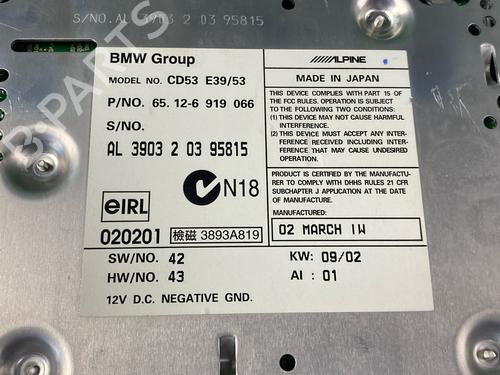 S/NO. AL 3903 2 03 95815
BMW Group
MODEL NO. CD53 E39/53
P/NO. 65.12-6 919 066
S/NO.
AL 3903 2 03 95815
N18
eIRL
020201 檢磁 3893A819
SW/NO. 42
HW/NO. 43
12V D.C. NEGATIVE GND.
ALPINE
MADE IN JAPAN
THIS DEVICE COMPLIES WITH PART 15 OF
THE FCC RULES. OPERATION IS SUBJECT TO
THE FOLLOWING TWO CONDITIONS:
(1) THIS DEVICE MAY NOT CAUSE HARMFUL
INTERFERENCE.
(2) THIS DEVICE MUST ACCEPT ANY INTER-
FERENCE RECEIVED, INCLUDING INTERFER-
ENCE THAT MAY CAUSE UNDESIRED
OPERATION.
PRODUCT IS CERTIFIED BY THE MANUFACTU-
RER TO COMPLY WITH DHHS RULES 21 CFR
SUBCHAPTER J APPLICABLE AT THE DATE OF
MANUFACTURE.
MANUFACTURED:
02 MARCH IW
KW: 09/02
AI : 01